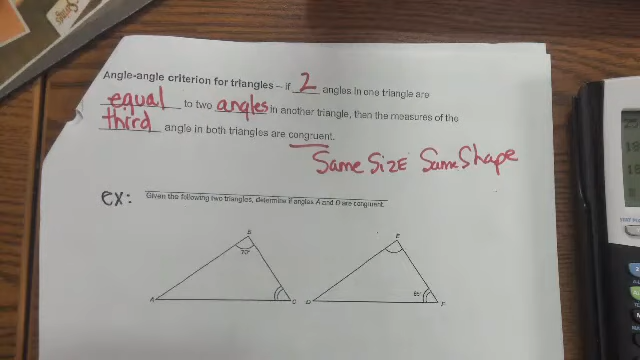 Angle-angle criterion for triangles – if 2 angles in one triangle are
equal to two angles in another triangle, then the measures of the
third angle in both triangles are congruent.
Same Size Same Shape
ex: Given the following two triangles, determine if angles A and D are congruent.
B
E
70°
65°
A
C
D
F